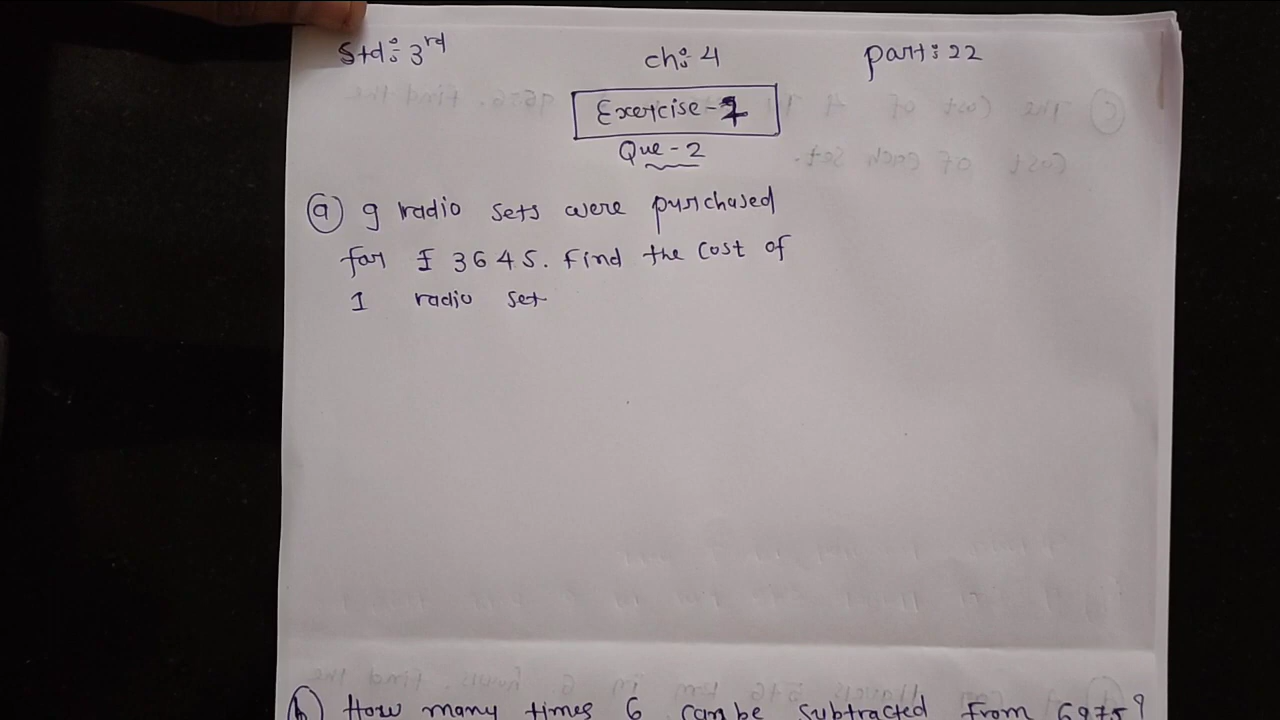 Std: 3rd
ch: 4
part: 22
Exercise-7
Que-2
(a) 9 radio sets were purchased
for ₹ 3645. Find the cost of
1 radio set
(b) How many times 6 can be subtracted from 6975?